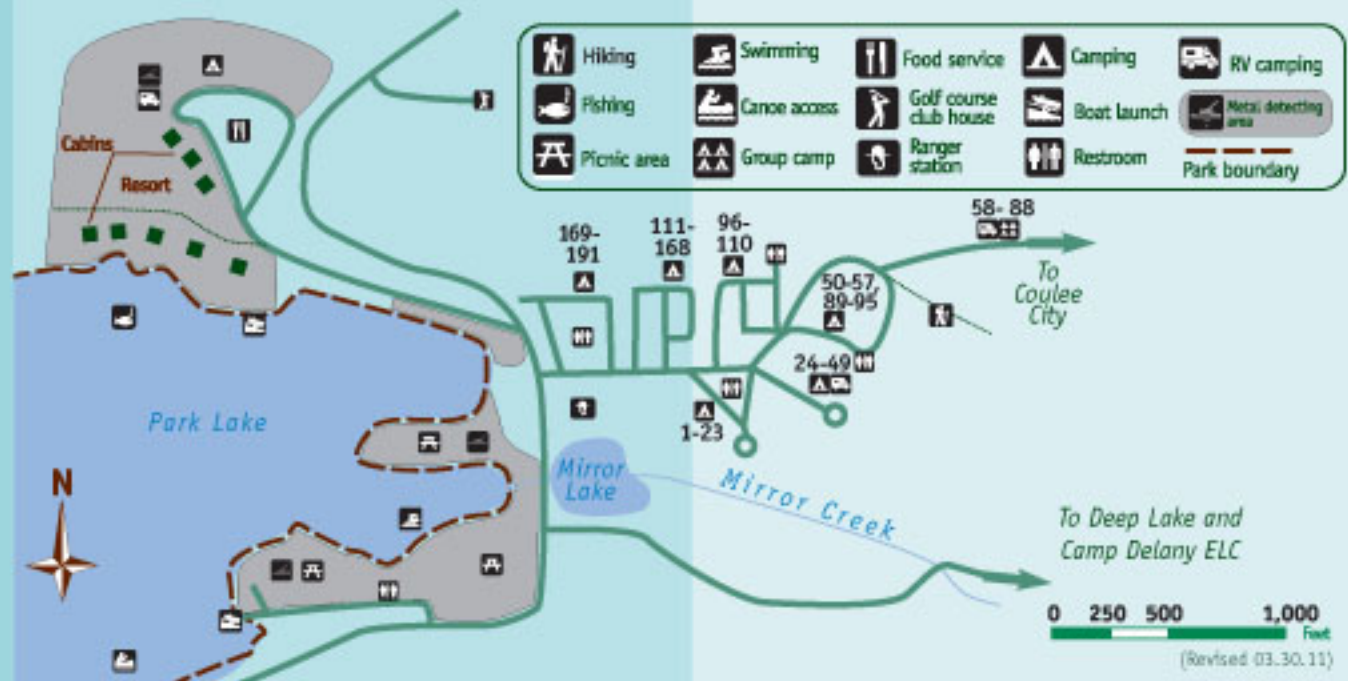 Hiking
Swimming
Food service
Camping
RV camping
Fishing
Canoe access
Golf course
club house
Boat launch
Metal detecting
area
Picnic area
Group camp
Ranger
station
Restroom
Park boundary
Cabins
Resort
169-
191
111-
168
96-
110
58- 88
50-57,
89-95
To
Coulee
City
24-49
1-23
Park Lake
Mirror
Lake
Mirror Creek
N
To Deep Lake and
Camp Delany ELC
0 250 500 1,000
Feet
(Revised 03.30.11)